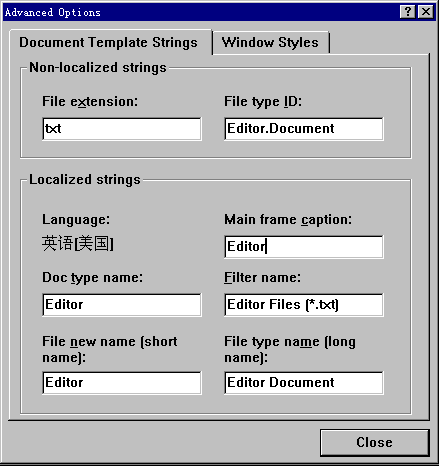 Advanced Options
Document Template Strings Window Styles
Non-localized strings
File extension: File type ID:
txt Editor.Document
Localized strings
Language: Main frame caption:
英语[美国] Editor
Doc type name: Filter name:
Editor Editor Files (*.txt)
File new name (short name): File type name (long name):
Editor Editor Document
Close